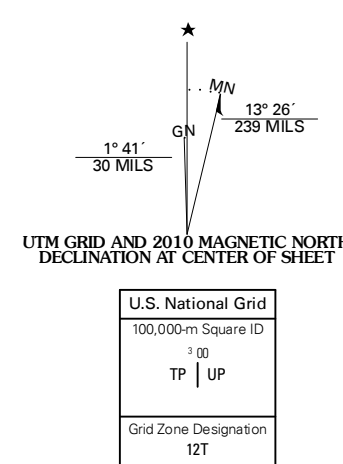 ★
MN
13° 26´
239 MILS
GN
1° 41´
30 MILS
UTM GRID AND 2010 MAGNETIC NORTH
DECLINATION AT CENTER OF SHEET
U.S. National Grid
100,000-m Square ID
3 00
TP | UP
Grid Zone Designation
12T